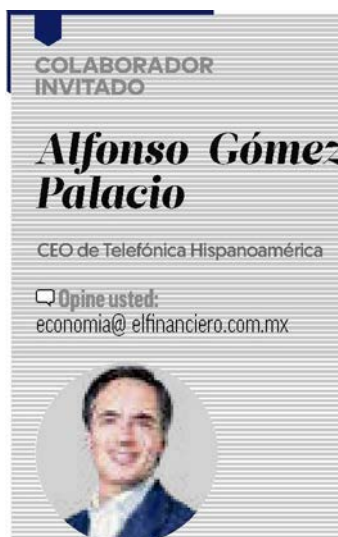 COLABORADOR
INVITADO
Alfonso Gómez
Palacio
CEO de Telefónica Hispanoamérica
Opine usted:
economia@ elfinanciero.com.mx